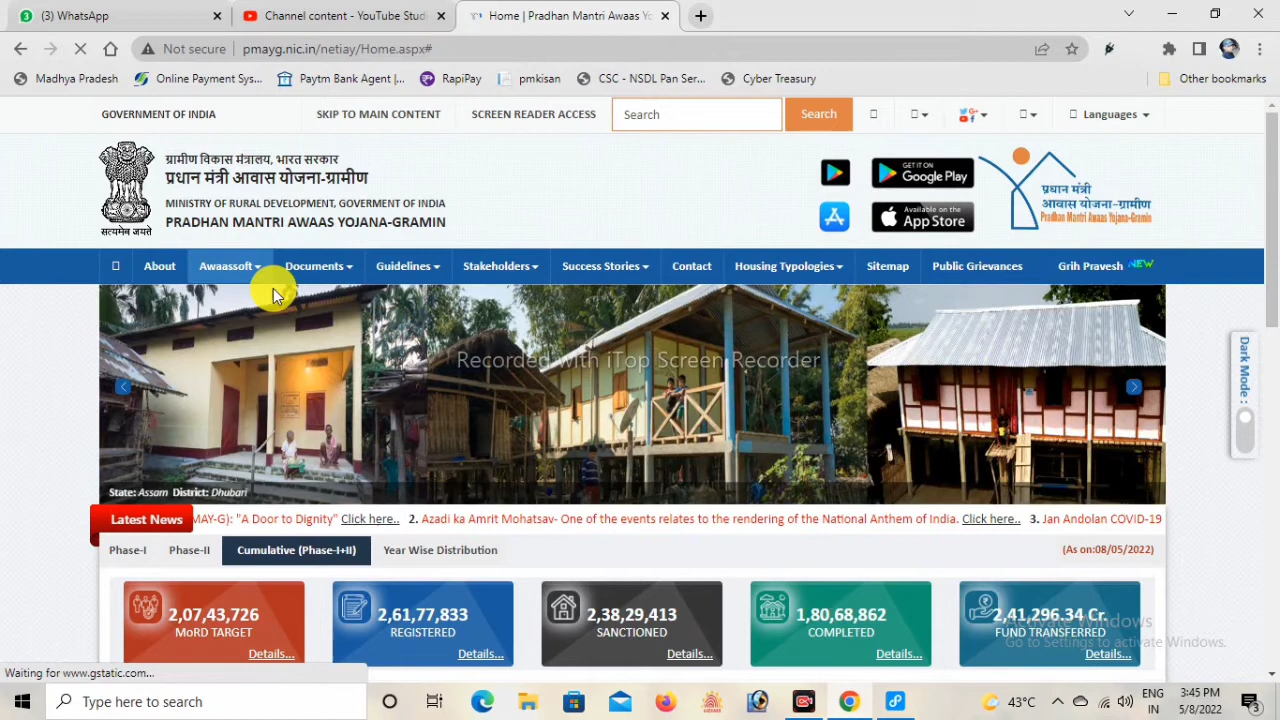 (3) WhatsApp
Channel content - YouTube Stud
Home | Pradhan Mantri Awaas Yo
Not secure
pmayg.nic.in/netiay/Home.aspx#
Madhya Pradesh
Online Payment Sys...
Paytm Bank Agent |...
RapiPay
pmkisan
CSC - NSDL Pan Ser...
Cyber Treasury
Other bookmarks
GOVERNMENT OF INDIA
SKIP TO MAIN CONTENT
SCREEN READER ACCESS
Search
Search
Languages
सत्यमेव जयते
ग्रामीण विकास मंत्रालय, भारत सरकार
प्रधान मंत्री आवास योजना-ग्रामीण
MINISTRY OF RURAL DEVELOPMENT, GOVERMENT OF INDIA
PRADHAN MANTRI AWAAS YOJANA-GRAMIN
GET IT ON
Google Play
Available on the
App Store
प्रधान मंत्री
आवास योजना-ग्रामीण
Pradhan Mantri Awaas Yojana-Gramin
About
Awaassoft
Documents
Guidelines
Stakeholders
Success Stories
Contact
Housing Typologies
Sitemap
Public Grievances
Grih Pravesh NEW
Recorded with iTop Screen Recorder
Dark Mode :
State: Assam District: Dhubari
Latest News
MAY-G): "A Door to Dignity" Click here.. 2. Azadi ka Amrit Mohatsav- One of the events relates to the rendering of the National Anthem of India. Click here.. 3. Jan Andolan COVID-19
Phase-I
Phase-II
Cumulative (Phase-I+II)
Year Wise Distribution
(As on:08/05/2022)
2,07,43,726
MoRD TARGET
Details...
2,61,77,833
REGISTERED
Details...
2,38,29,413
SANCTIONED
Details...
1,80,68,862
COMPLETED
Details...
2,41,296.34 Cr.
FUND TRANSFERRED
Details...
Activate Windows
Go to Settings to activate Windows.
Waiting for www.gstatic.com...
Type here to search
43°C
ENG
IN
3:45 PM
5/8/2022
3